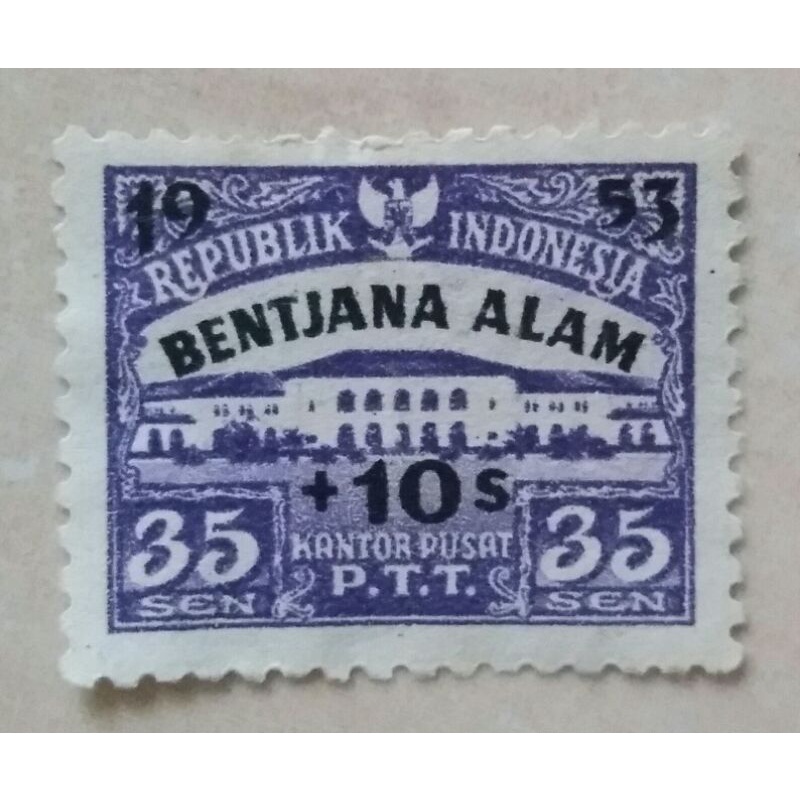 19 53
REPUBLIK INDONESIA
BENTJANA ALAM
+10s
35 SEN KANTOR PUSAT P.T.T. 35 SEN